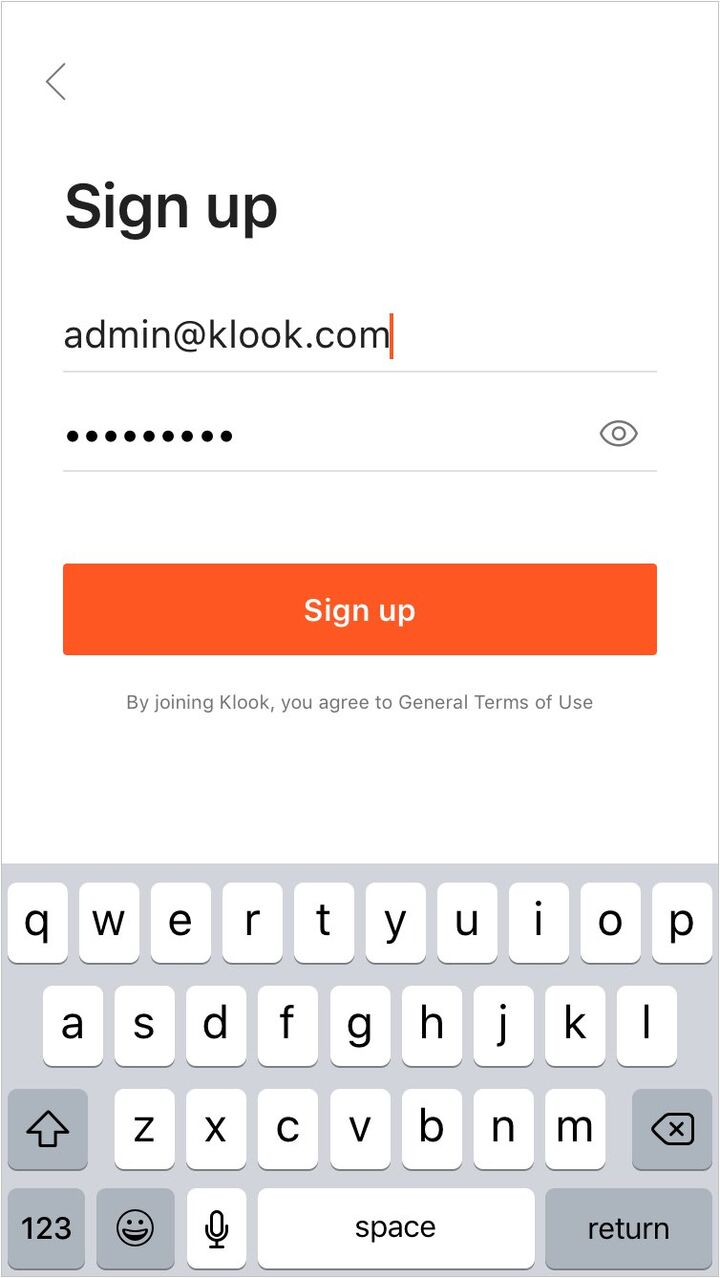 Sign up
admin@klook.com
•••••••••
Sign up
By joining Klook, you agree to General Terms of Use
q w e r t y u i o p
a s d f g h j k l
z x c v b n m
123 space return